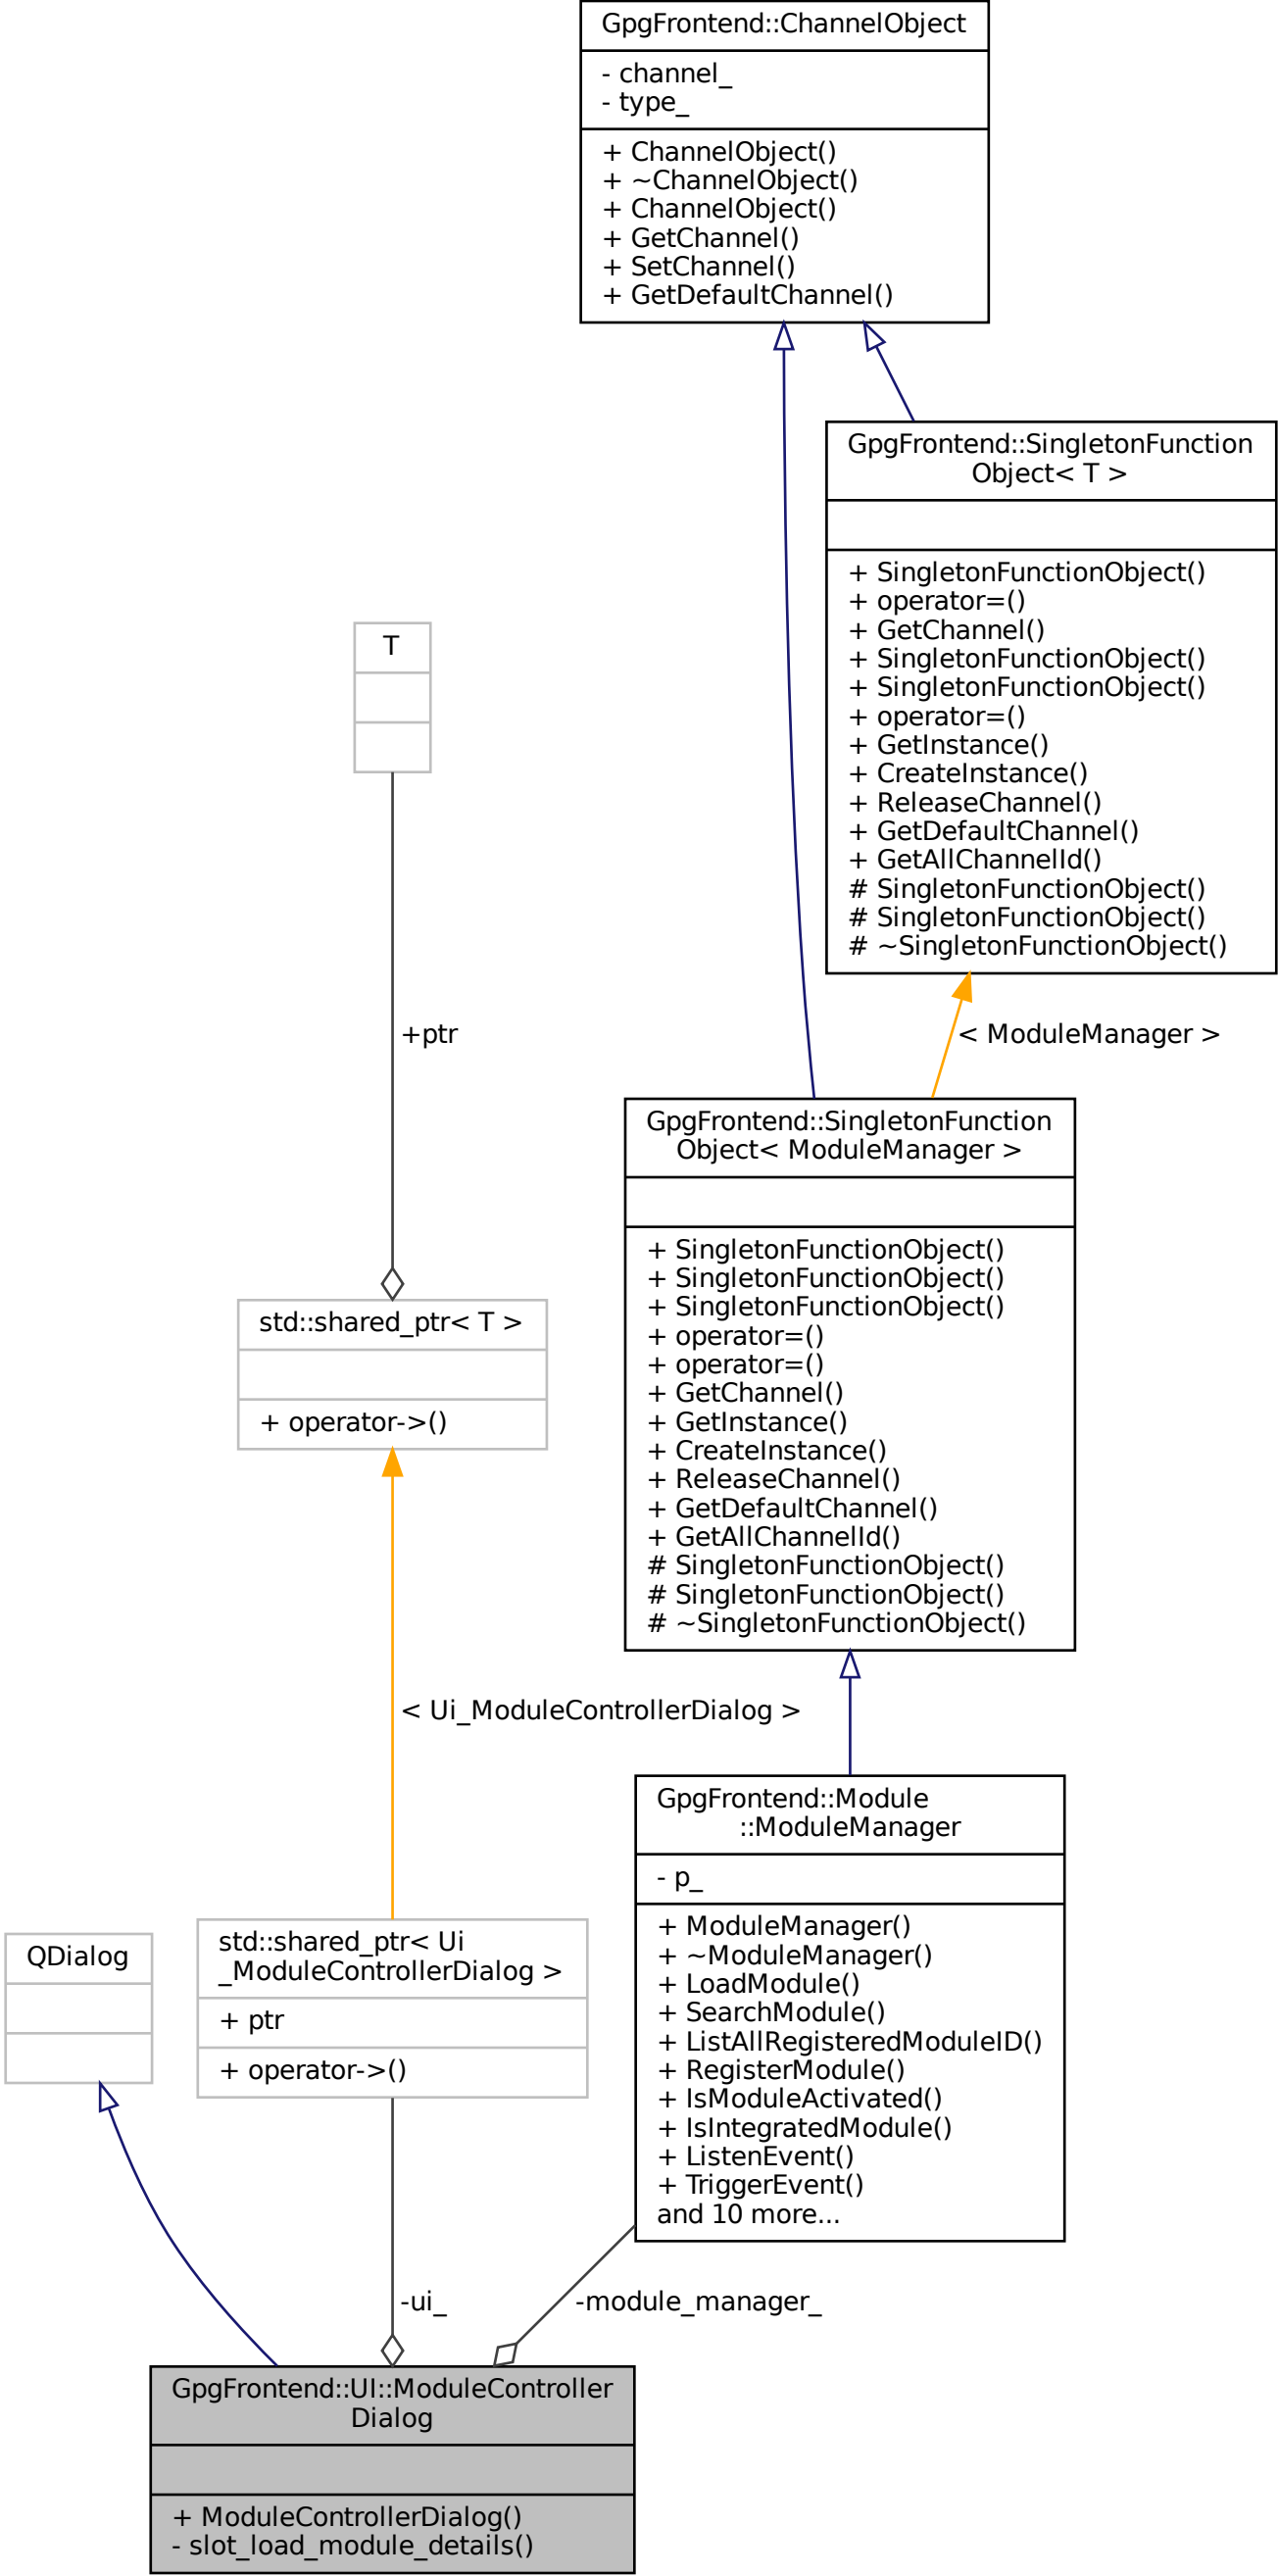 GpgFrontend::ChannelObject
- channel_
- type_
+ ChannelObject()
+ ~ChannelObject()
+ ChannelObject()
+ GetChannel()
+ SetChannel()
+ GetDefaultChannel()
GpgFrontend::SingletonFunction
Object< T >
+ SingletonFunctionObject()
+ operator=()
+ GetChannel()
+ SingletonFunctionObject()
+ SingletonFunctionObject()
+ operator=()
+ GetInstance()
+ CreateInstance()
+ ReleaseChannel()
+ GetDefaultChannel()
+ GetAllChannelId()
# SingletonFunctionObject()
# SingletonFunctionObject()
# ~SingletonFunctionObject()
T
+ptr
< ModuleManager >
GpgFrontend::SingletonFunction
Object< ModuleManager >
+ SingletonFunctionObject()
+ SingletonFunctionObject()
+ SingletonFunctionObject()
+ operator=()
+ operator=()
+ GetChannel()
+ GetInstance()
+ CreateInstance()
+ ReleaseChannel()
+ GetDefaultChannel()
+ GetAllChannelId()
# SingletonFunctionObject()
# SingletonFunctionObject()
# ~SingletonFunctionObject()
std::shared_ptr< T >
+ operator->()
< Ui_ModuleControllerDialog >
GpgFrontend::Module
::ModuleManager
- p_
+ ModuleManager()
+ ~ModuleManager()
+ LoadModule()
+ SearchModule()
+ ListAllRegisteredModuleID()
+ RegisterModule()
+ IsModuleActivated()
+ IsIntegratedModule()
+ ListenEvent()
+ TriggerEvent()
and 10 more...
QDialog
std::shared_ptr< Ui
_ModuleControllerDialog >
+ ptr
+ operator->()
-ui_
-module_manager_
GpgFrontend::UI::ModuleController
Dialog
+ ModuleControllerDialog()
- slot_load_module_details()